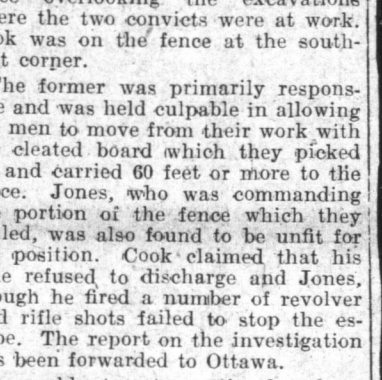 overlooking the excavations
ere the two convicts were at work.
ok was on the fence at the south-
t corner.
he former was primarily respons-
e and was held culpable in allowing
men to move from their work with
cleated board which they picked
and carried 60 feet or more to the
ce. Jones, who was commanding
portion of the fence which they
led, was also found to be unfit for
position. Cook claimed that his
e refused to discharge and Jones,
ough he fired a number of revolver
d rifle shots failed to stop the es-
pe. The report on the investigation
s been forwarded to Ottawa.